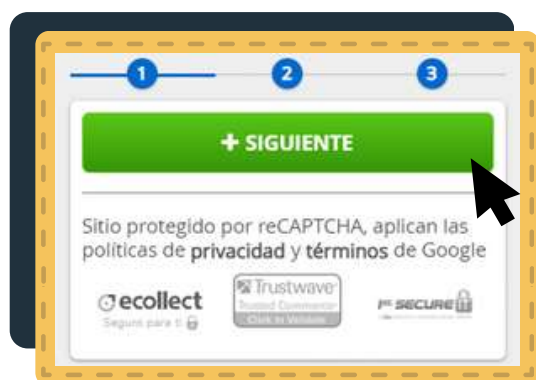 1 2 3
+ SIGUIENTE
Sitio protegido por reCAPTCHA, aplican las
políticas de privacidad y términos de Google
ecollect
Seguro para ti
Trustwave
Trusted Commerce
Click to Validate
SECURE